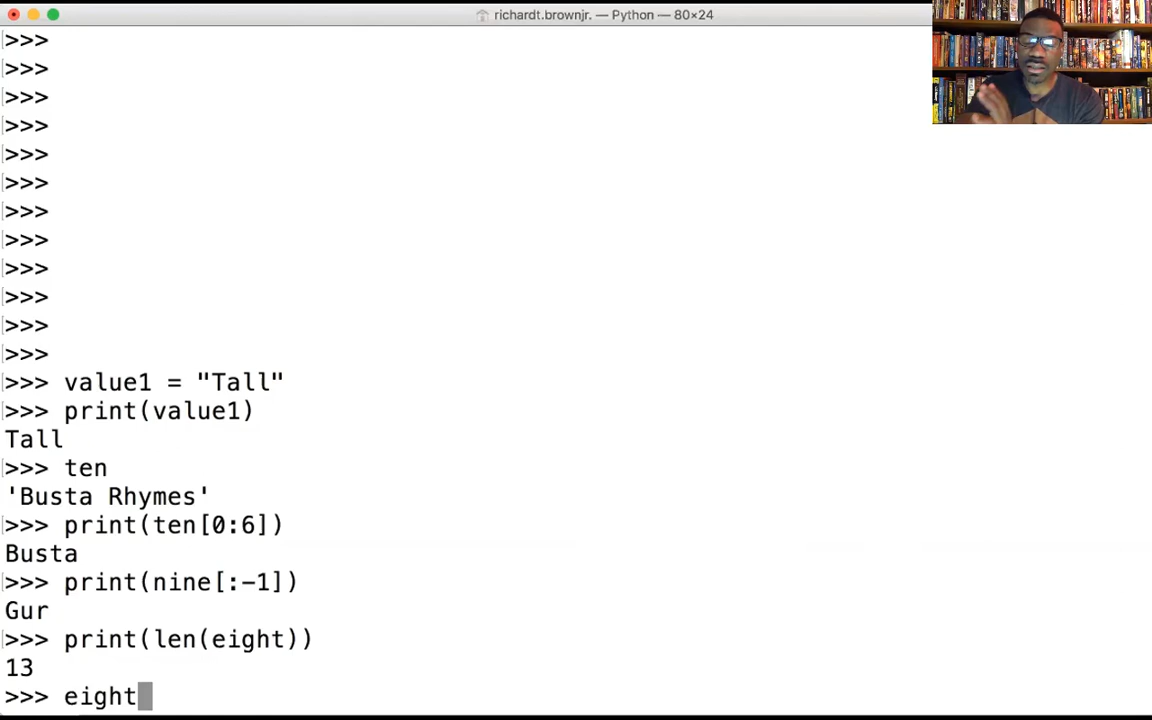 richardt.brownjr. — Python — 80×24
>>>
>>>
>>>
>>>
>>>
>>>
>>>
>>>
>>>
>>>
>>>
>>>
>>> value1 = "Tall"
>>> print(value1)
Tall
>>> ten
'Busta Rhymes'
>>> print(ten[0:6])
Busta
>>> print(nine[:-1])
Gur
>>> print(len(eight))
13
>>> eight